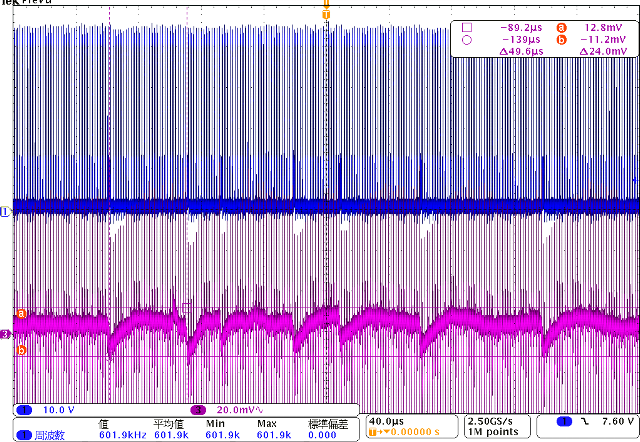 Tek PreVu
T
T
−89.2µs a 12.8mV
−139µs b −11.2mV
Δ49.6µs Δ24.0mV
1
a
3
b
1 10.0 V 3 20.0mV∿
値 平均値 Min Max 標準偏差
1 周波数 601.9kHz 601.9k 601.9k 601.9k 0.000
40.0µs
T→▼0.00000 s
2.50GS/s
1M points
1 7.60 V